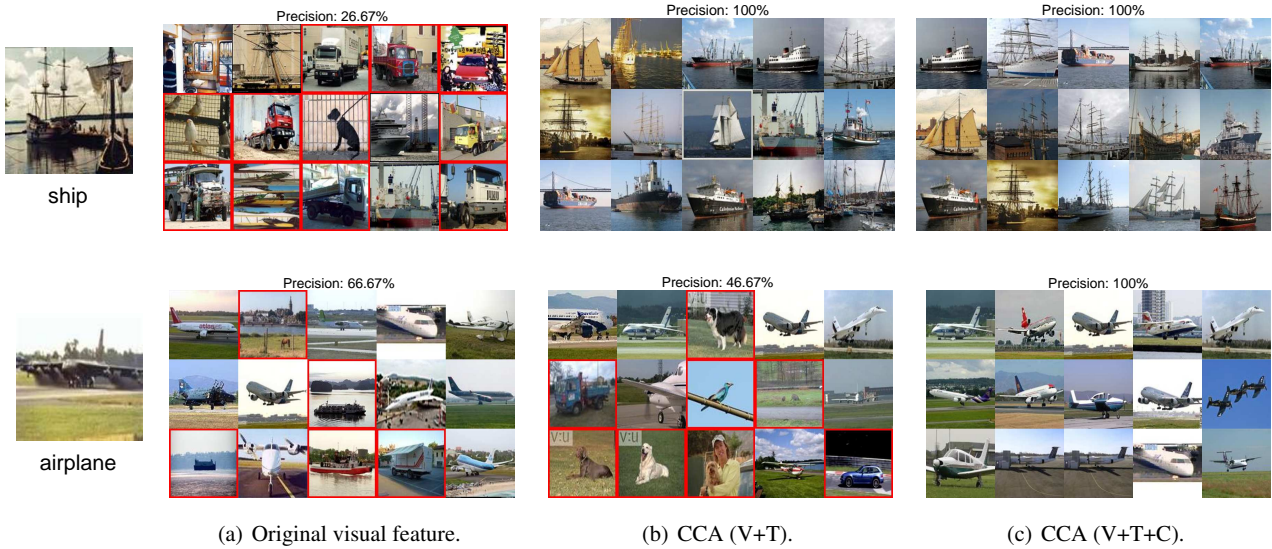 Precision: 26.67%
Precision: 100%
Precision: 100%
ship
Precision: 66.67%
Precision: 46.67%
Precision: 100%
airplane
(a) Original visual feature.
(b) CCA (V+T).
(c) CCA (V+T+C).